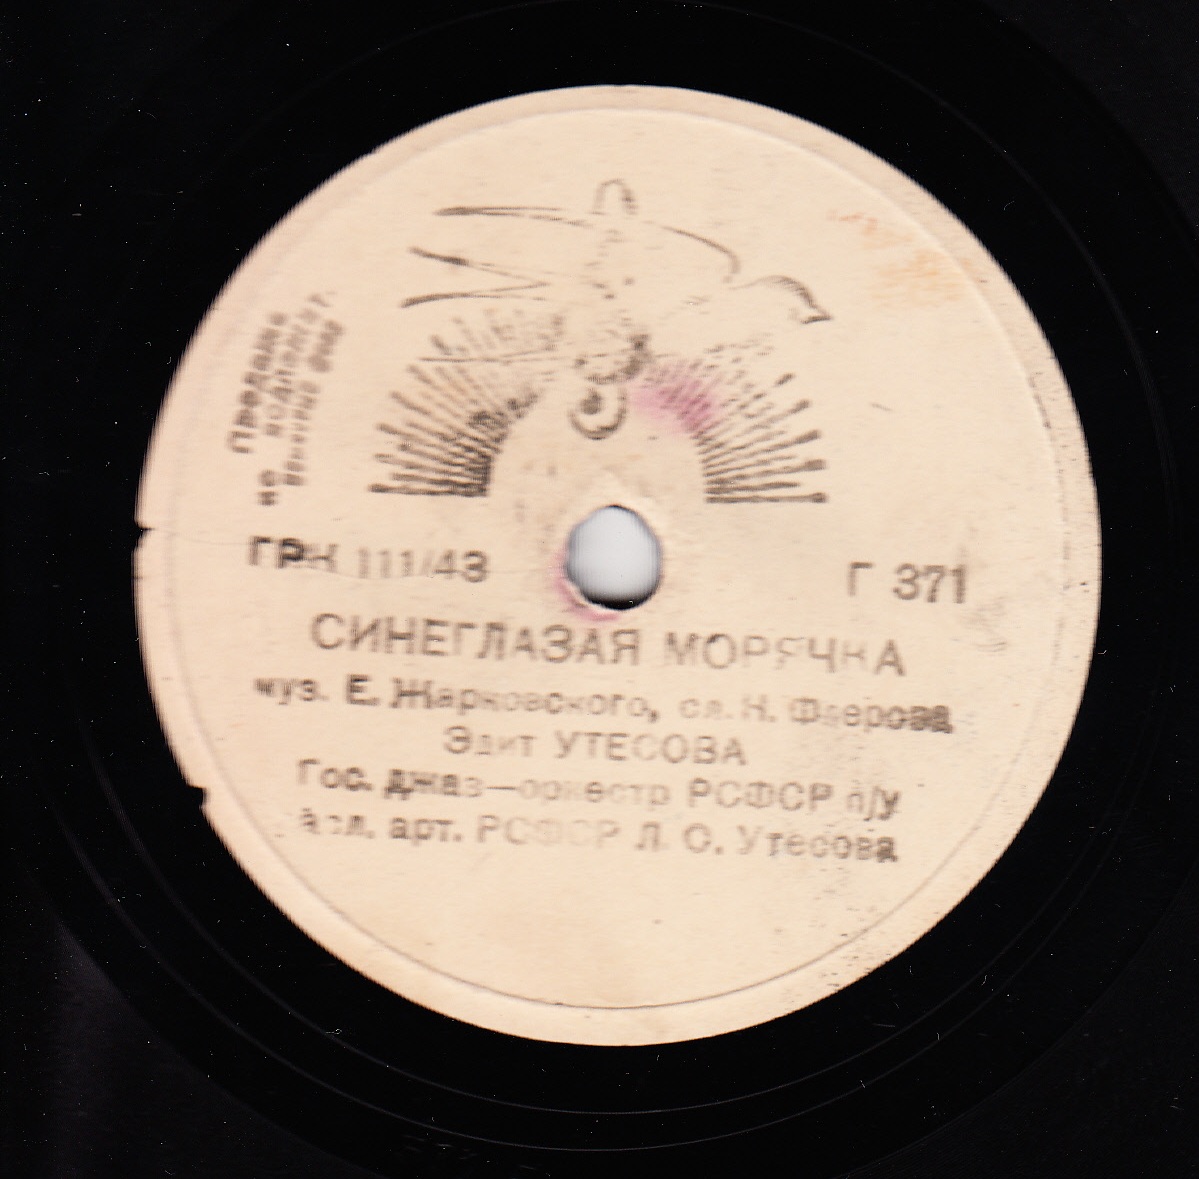 ГРК 111/43
Г 371
СИНЕГЛАЗАЯ МОРЯЧКА
муз. Е. Жарковского, сл. Н. Флерова
Эдит УТЕСОВА
Гос. джаз—оркестр РСФСР п/у
асл. арт. РСФСР Л. О. Утесова